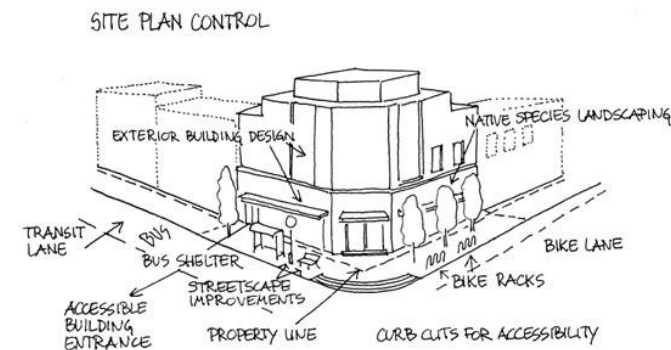 SITE PLAN CONTROL
EXTERIOR BUILDING DESIGN
NATIVE SPECIES LANDSCAPING
TRANSIT
LANE
BUS
BUS SHELTER
STREETSCAPE
IMPROVEMENTS
BIKE LANE
BIKE RACKS
ACCESSIBLE
BUILDING
ENTRANCE
PROPERTY LINE
CURB CUTS FOR ACCESSIBILITY